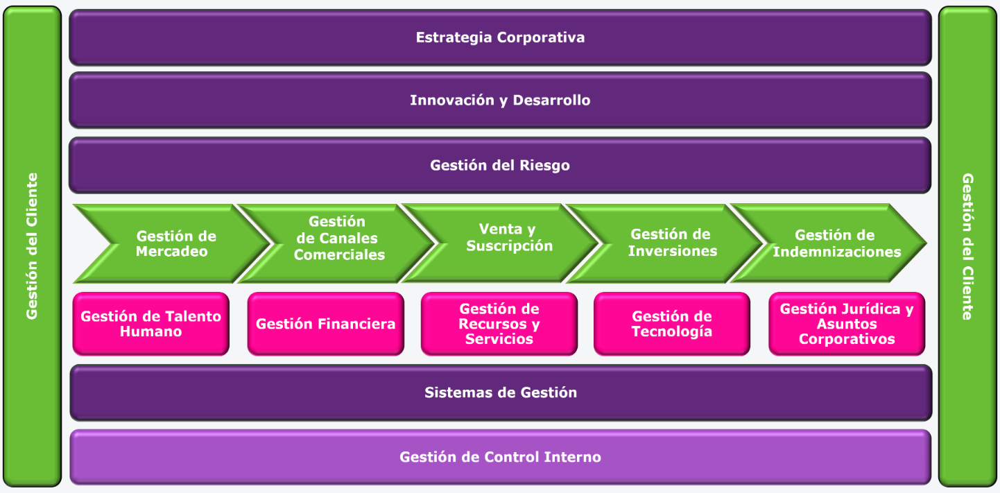 Gestión del Cliente
Estrategia Corporativa
Innovación y Desarrollo
Gestión del Riesgo
Gestión de
Mercadeo
Gestión
de Canales
Comerciales
Venta y
Suscripción
Gestión de
Inversiones
Gestión de
Indemnizaciones
Gestión de Talento
Humano
Gestión Financiera
Gestión de
Recursos y
Servicios
Gestión de
Tecnología
Gestión Jurídica y
Asuntos
Corporativos
Sistemas de Gestión
Gestión de Control Interno
Gestión del Cliente